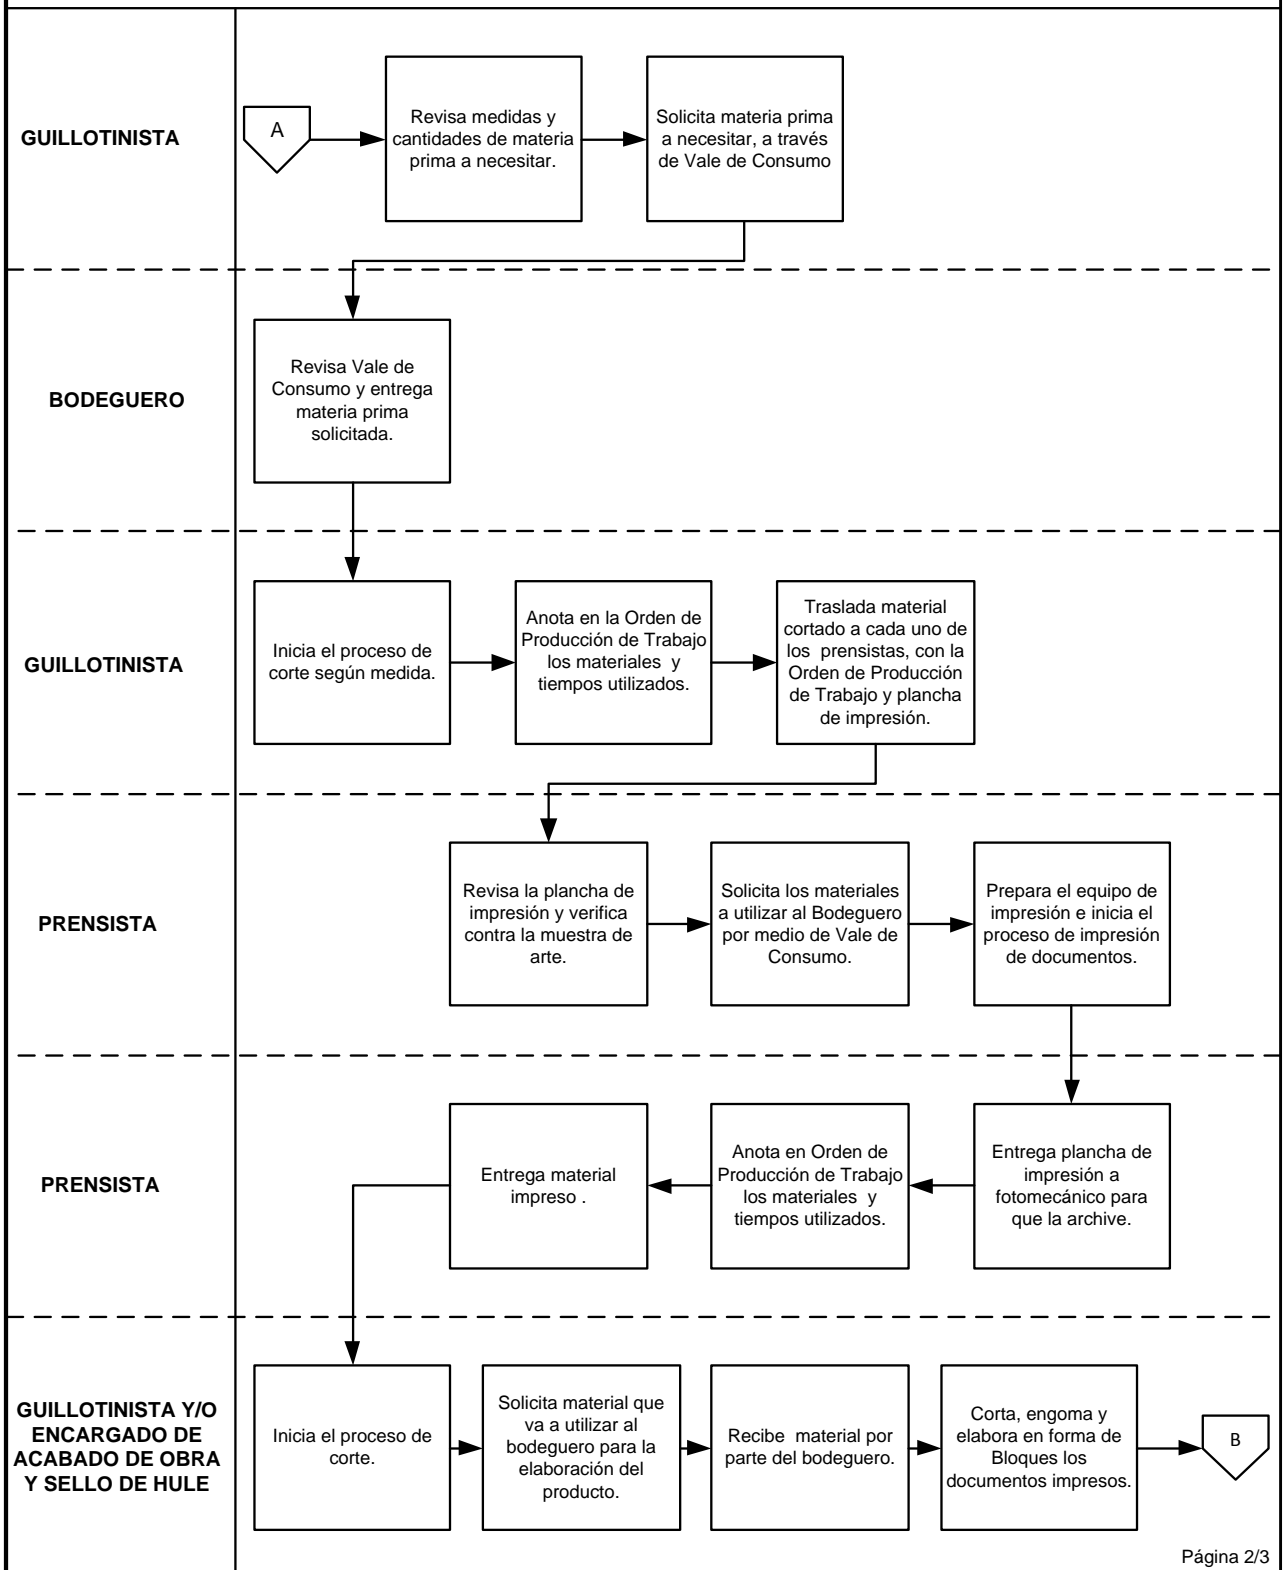 GUILLOTINISTA
A
Revisa medidas y
cantidades de materia
prima a necesitar.
Solicita materia prima
a necesitar, a través
de Vale de Consumo
BODEGUERO
Revisa Vale de
Consumo y entrega
materia prima
solicitada.
GUILLOTINISTA
Inicia el proceso de
corte según medida.
Anota en la Orden de
Producción de Trabajo
los materiales y
tiempos utilizados.
Traslada material
cortado a cada uno de
los prensistas, con la
Orden de Producción
de Trabajo y plancha
de impresión.
PRENSISTA
Revisa la plancha de
impresión y verifica
contra la muestra de
arte.
Solicita los materiales
a utilizar al Bodeguero
por medio de Vale de
Consumo.
Prepara el equipo de
impresión e inicia el
proceso de impresión
de documentos.
PRENSISTA
Entrega material
impreso .
Anota en Orden de
Producción de Trabajo
los materiales y
tiempos utilizados.
Entrega plancha de
impresión a
fotomecánico para
que la archive.
GUILLOTINISTA Y/O
ENCARGADO DE
ACABADO DE OBRA
Y SELLO DE HULE
Inicia el proceso de
corte.
Solicita material que
va a utilizar al
bodeguero para la
elaboración del
producto.
Recibe material por
parte del bodeguero.
Corta, engoma y
elabora en forma de
Bloques los
documentos impresos.
B
Página 2/3